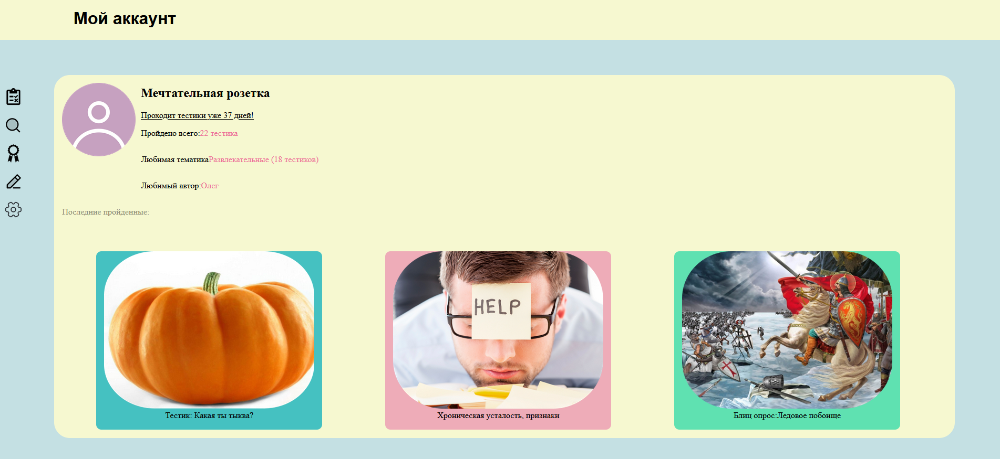 Мой аккаунт
Мечтательная розетка
Проходит тестики уже 37 дней!
Пройдено всего:22 тестика
Любимая тематикаРазвлекательные (18 тестиков)
Любимый автор:Олег
Последние пройденные:
HELP
Тестик: Какая ты тыква?
Хроническая усталость, признаки
Блиц опрос:Ледовое побоище